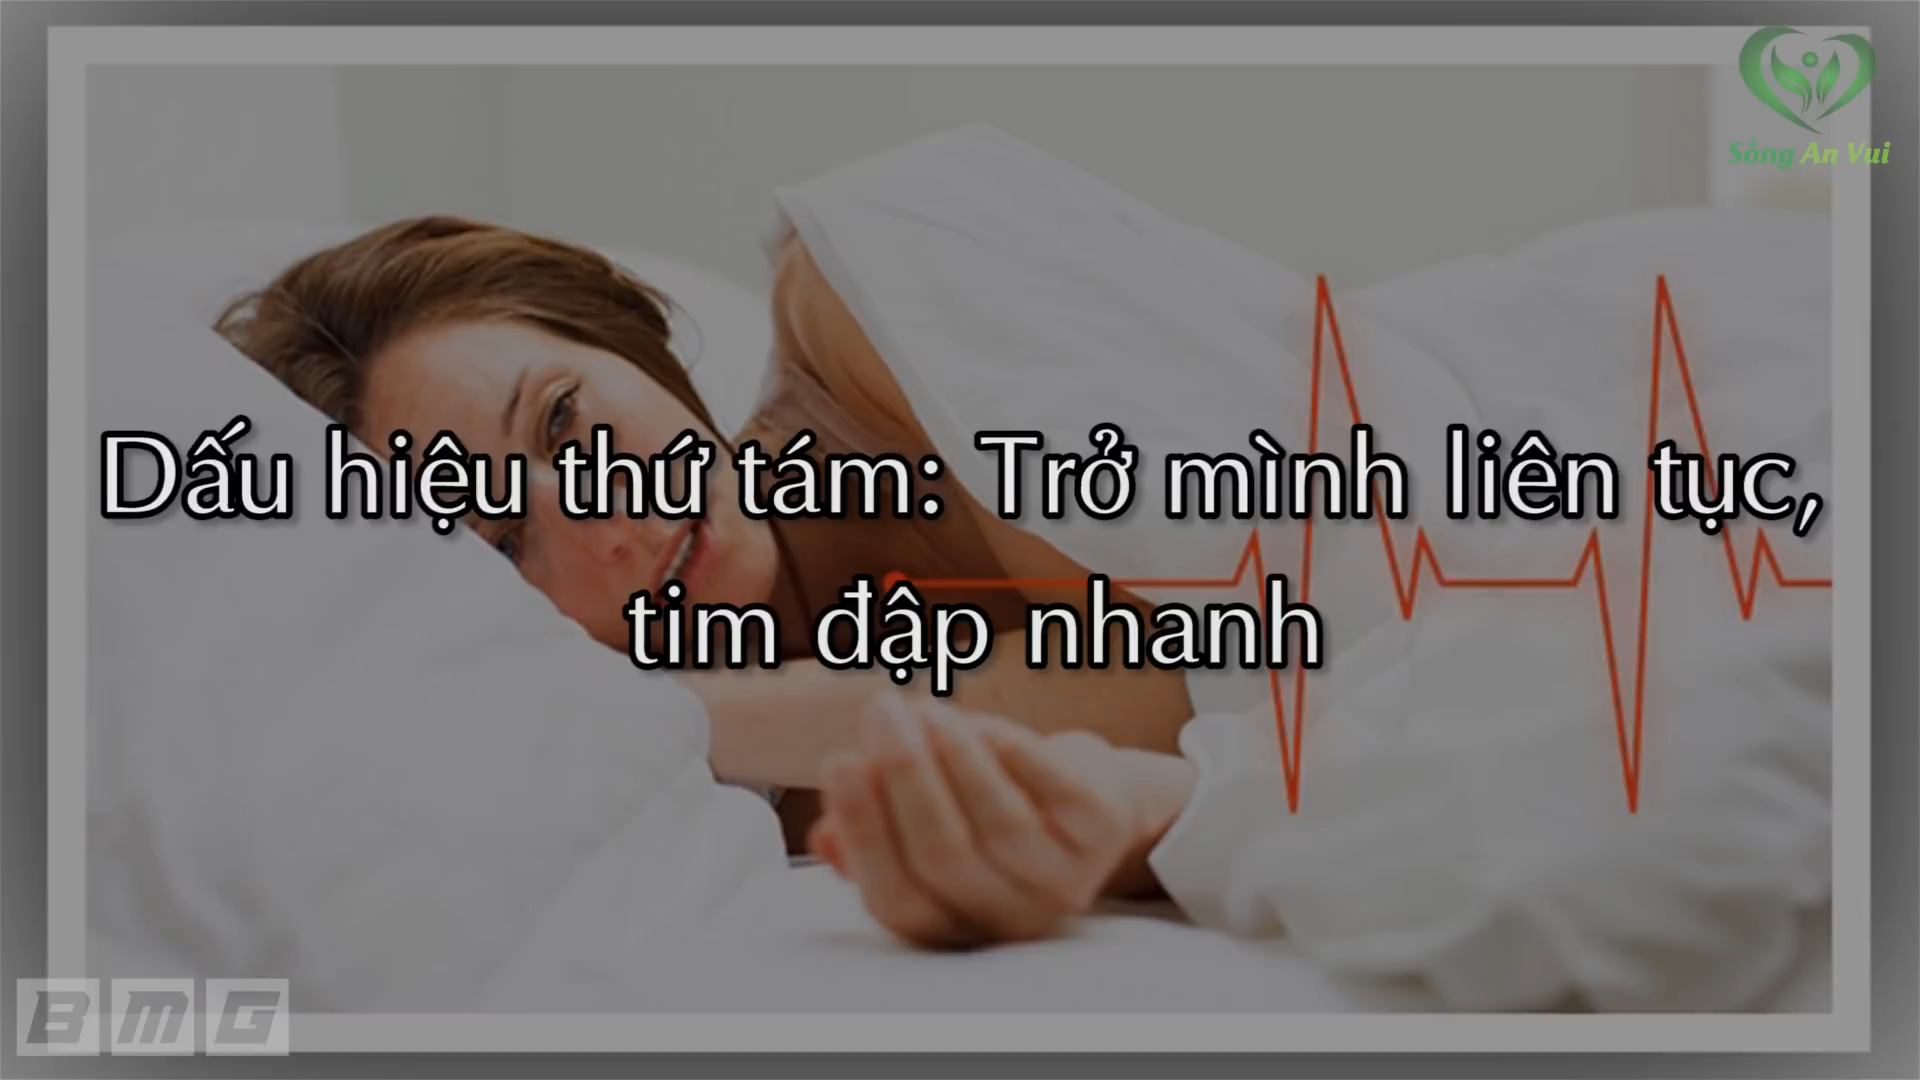 Sống An Vui
Dấu hiệu thứ tám: Trở mình liên tục,
tim đập nhanh
BMG